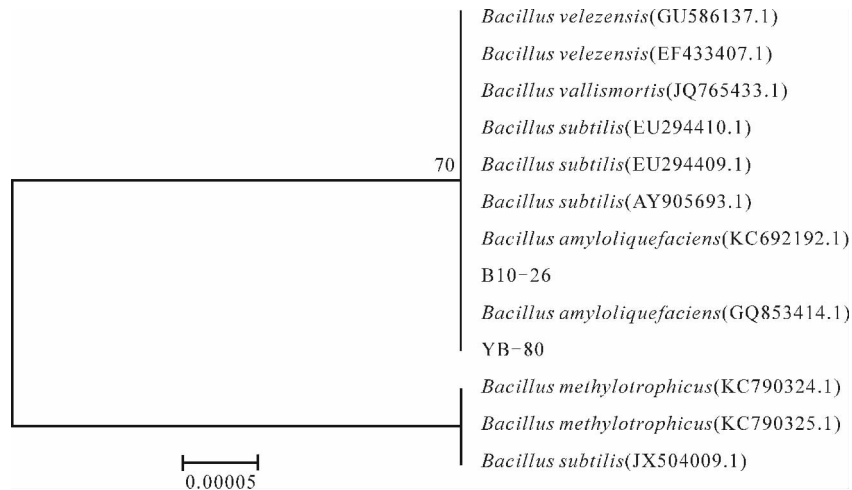 Bacillus velezensis(GU586137.1)
Bacillus velezensis(EF433407.1)
Bacillus vallismortis(JQ765433.1)
Bacillus subtilis(EU294410.1)
70
Bacillus subtilis(EU294409.1)
Bacillus subtilis(AY905693.1)
Bacillus amyloliquefaciens(KC692192.1)
B10-26
Bacillus amyloliquefaciens(GQ853414.1)
YB-80
Bacillus methylotrophicus(KC790324.1)
Bacillus methylotrophicus(KC790325.1)
Bacillus subtilis(JX504009.1)
0.00005